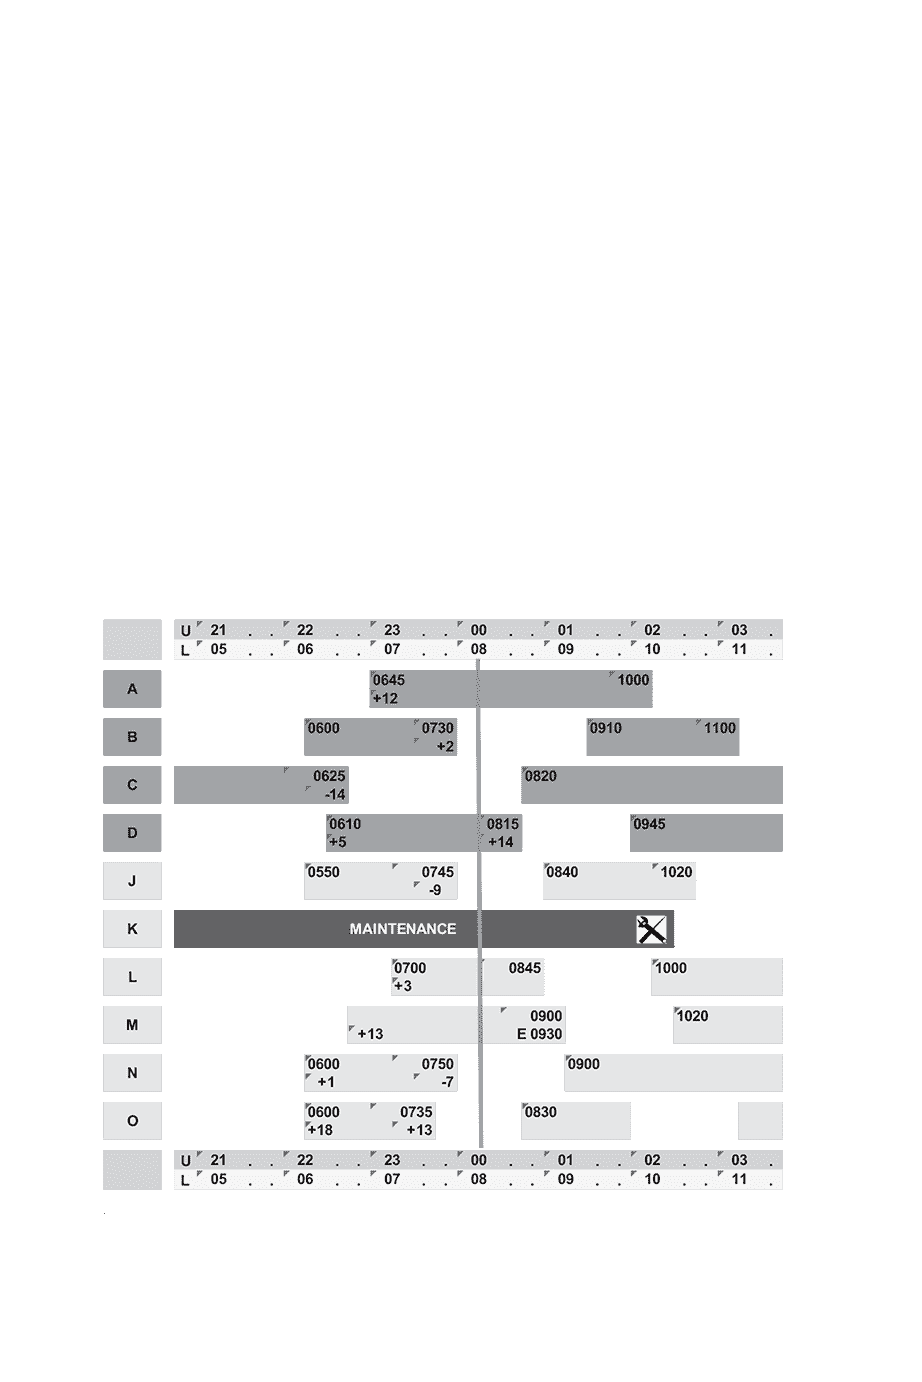 U 21 . . 22 . . 23 . . 00 . . 01 . . 02 . . 03 .
L 05 . . 06 . . 07 . . 08 . . 09 . . 10 . . 11 .
A 0645 1000
+12
B 0600 0730 0910 1100
+2
C 0625 0820
-14
D 0610 0815 0945
+5 +14
J 0550 0745 0840 1020
-9
K MAINTENANCE
L 0700 0845 1000
+3
M 0900 1020
+13 E 0930
N 0600 0750 0900
+1 -7
O 0600 0735 0830
+18 +13
U 21 . . 22 . . 23 . . 00 . . 01 . . 02 . . 03 .
L 05 . . 06 . . 07 . . 08 . . 09 . . 10 . . 11 .
.